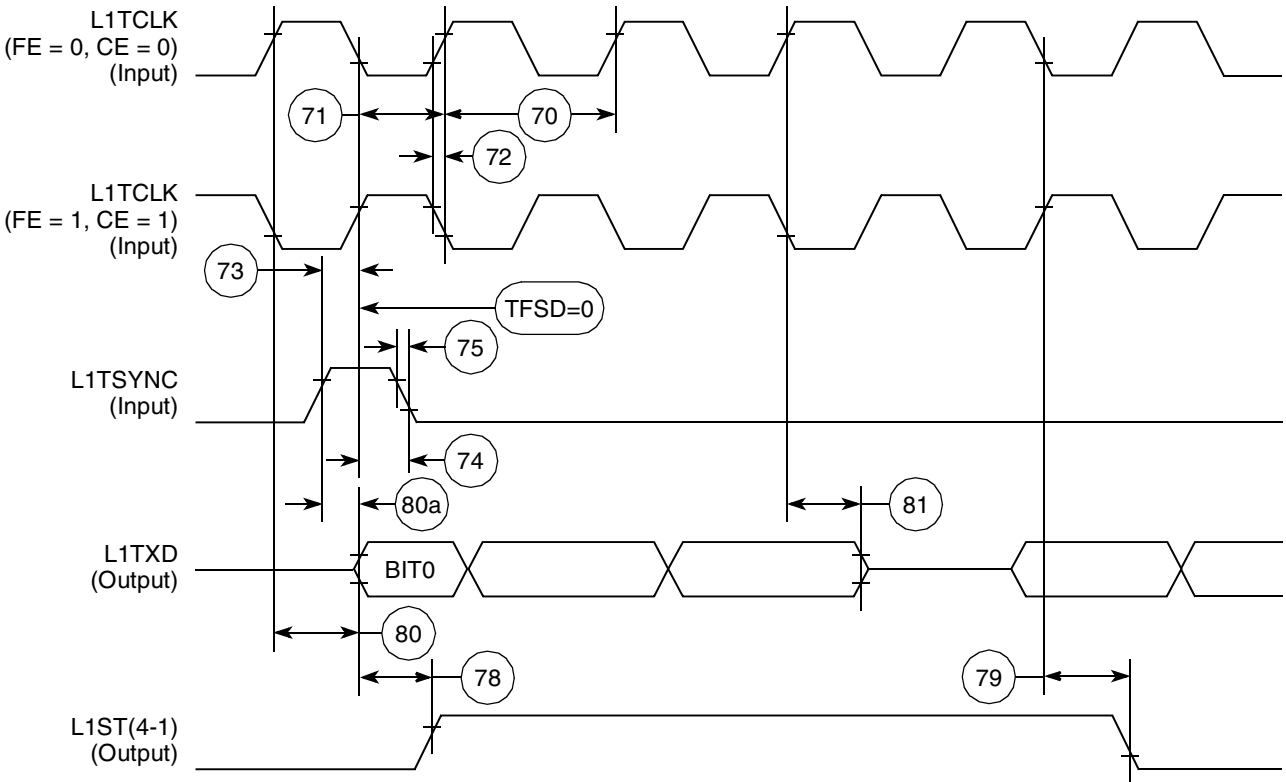 L1TCLK
(FE = 0, CE = 0)
(Input)
71
70
72
L1TCLK
(FE = 1, CE = 1)
(Input)
73
TFSD=0
75
L1TSYNC
(Input)
74
80a
81
L1TXD
(Output)
BIT0
80
78
79
L1ST(4-1)
(Output)